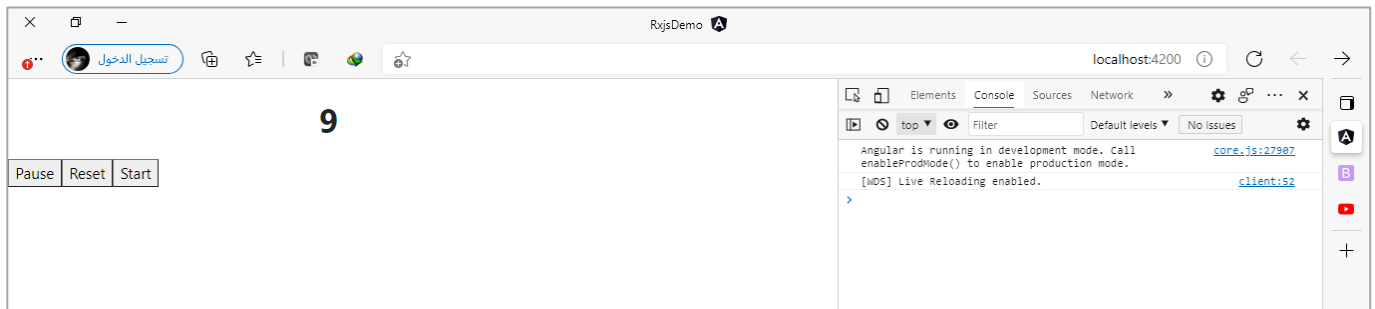 RxjsDemo
تسجيل الدخول
localhost:4200
9
Pause
Reset
Start
Elements
Console
Sources
Network
top
Filter
Default levels
No Issues
Angular is running in development mode. Call
enableProdMode() to enable production mode.
core.js:27907
[WDS] Live Reloading enabled.
client:52
B